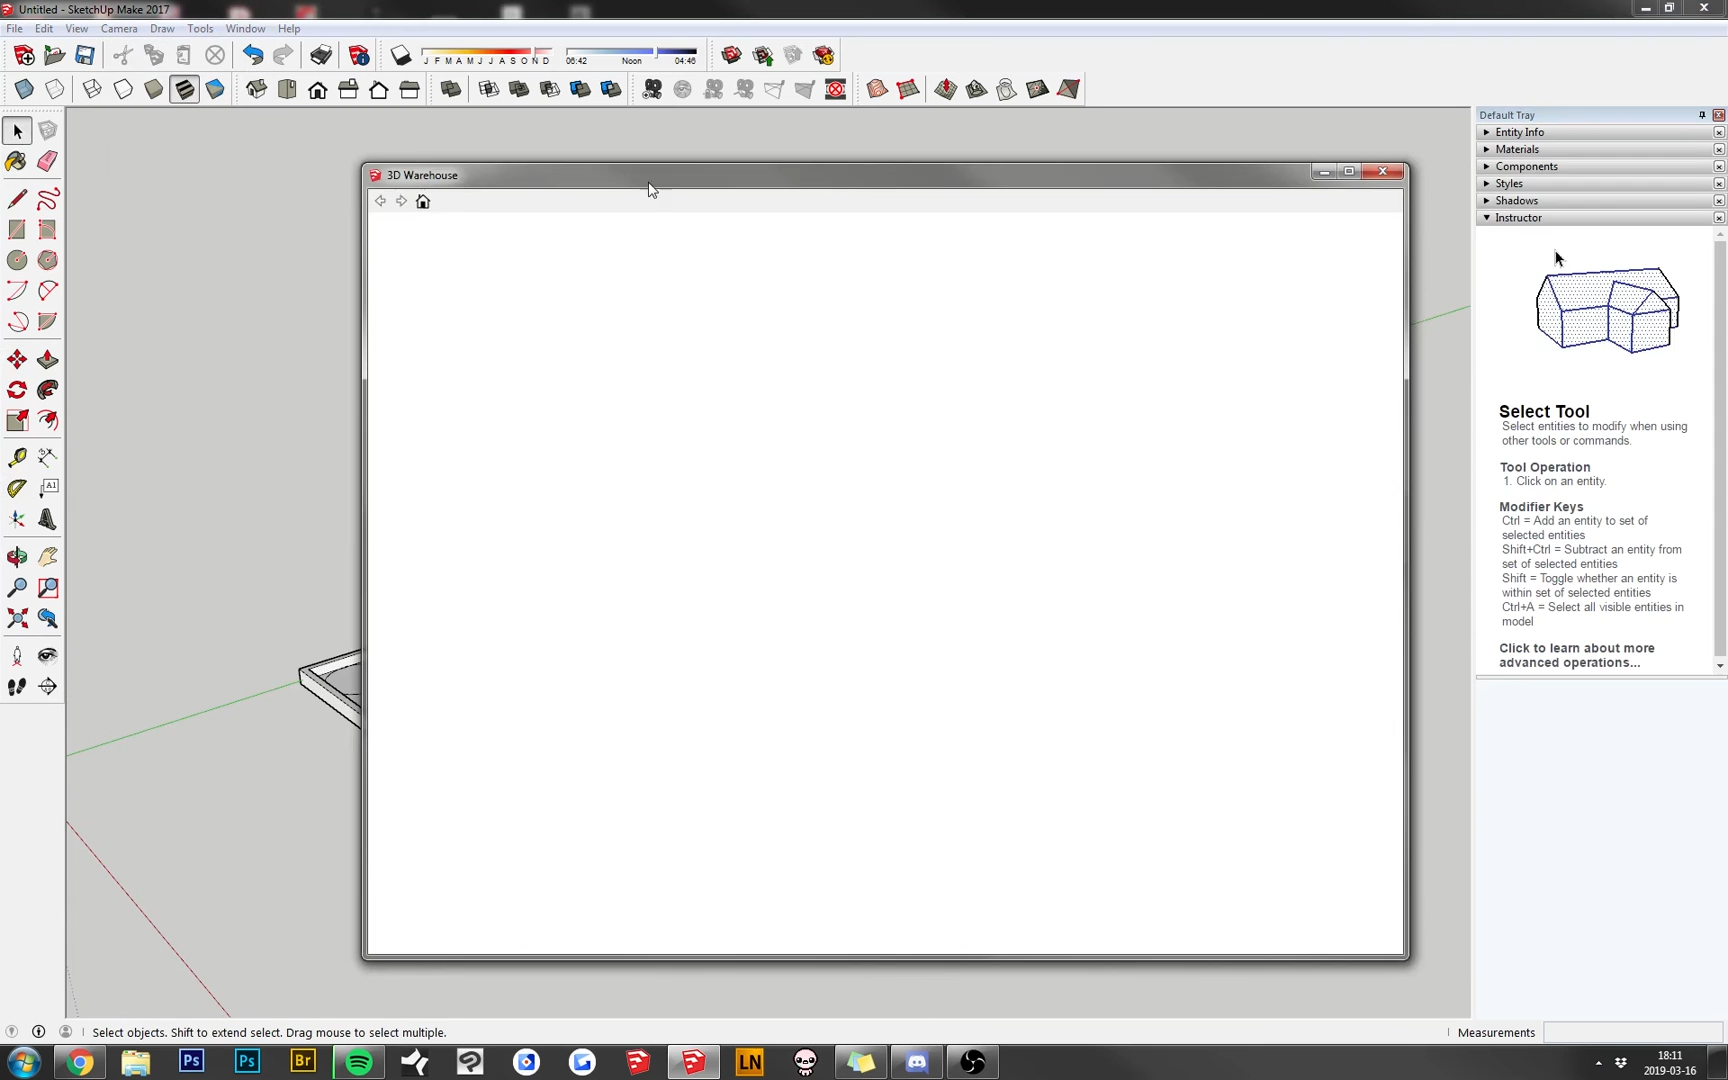 Untitled - SketchUp Make 2017
File Edit View Camera Draw Tools Window Help
J F M A M J J A S O N D 06:42 Noon 04:46
Default Tray
Entity Info
Materials
Components
Styles
Shadows
Instructor
3D Warehouse
A1
Select Tool
Select entities to modify when using
other tools or commands.
Tool Operation
1. Click on an entity.
Modifier Keys
Ctrl = Add an entity to set of
selected entities
Shift+Ctrl = Subtract an entity from
set of selected entities
Shift = Toggle whether an entity is
within set of selected entities
Ctrl+A = Select all visible entities in
model
Click to learn about more
advanced operations...
Select objects. Shift to extend select. Drag mouse to select multiple.
Measurements
Ps Ps Br LN
18:11
2019-03-16